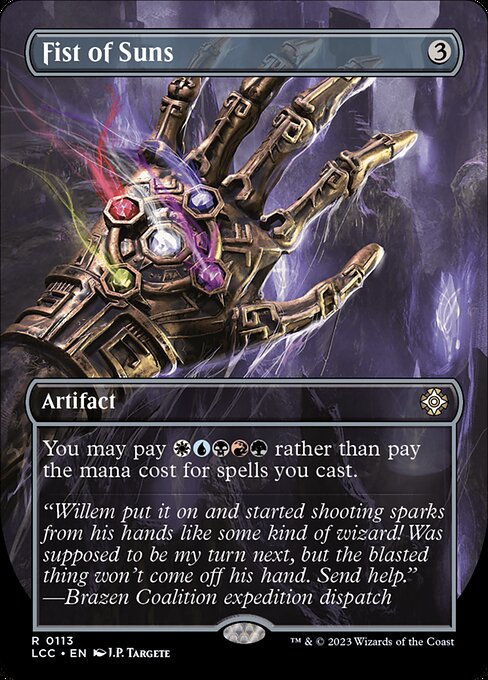 Fist of Suns 3
Artifact
You may pay rather than pay
the mana cost for spells you cast.
“Willem put it on and started shooting sparks
from his hands like some kind of wizard! Was
supposed to be my turn next, but the blasted
thing won’t come off his hand. Send help.”
—Brazen Coalition expedition dispatch
R 0113
LCC • EN J.P. Targete
™ & © 2023 Wizards of the Coast